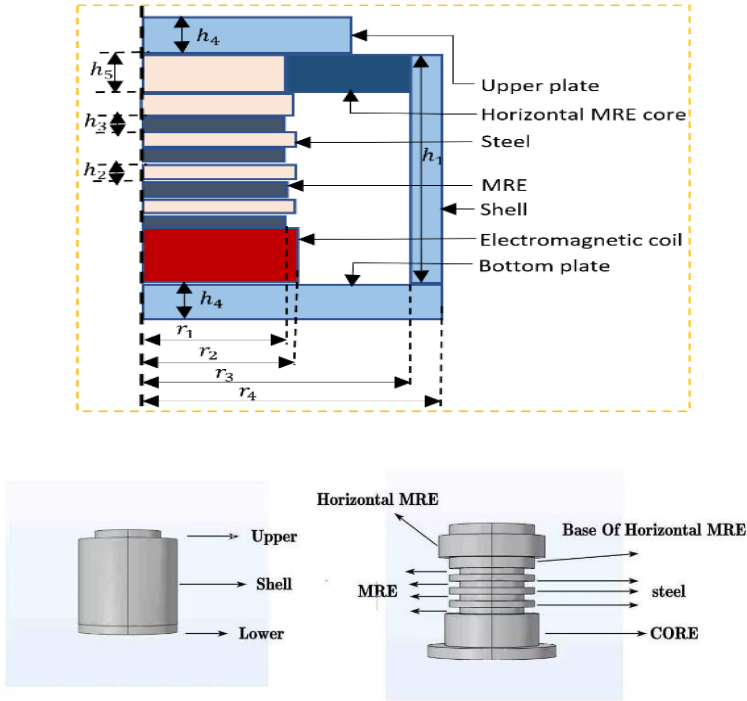 h₄
h₅
Upper plate
Horizontal MRE core
h₃
Steel
h₁
h₂
MRE
Shell
Electromagnetic coil
Bottom plate
h₄
r₁
r₂
r₃
r₄
Horizontal MRE
Base Of Horizontal MRE
Upper
Shell
MRE
steel
Lower
CORE